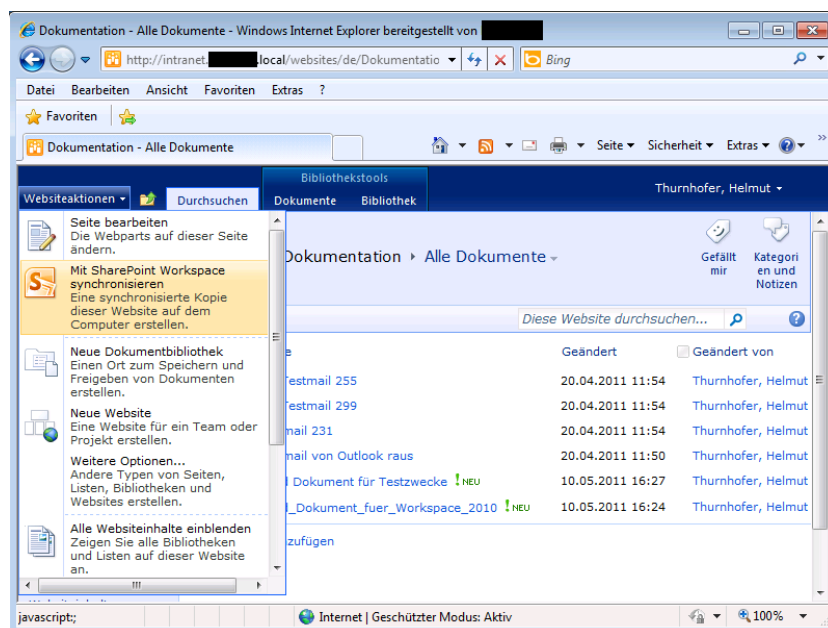 Dokumentation - Alle Dokumente - Windows Internet Explorer bereitgestellt von
http://intranet. .local/websites/de/Dokumentatio
Bing
Datei Bearbeiten Ansicht Favoriten Extras ?
Favoriten
Dokumentation - Alle Dokumente
Seite Sicherheit Extras
Bibliothekstools
Websiteaktionen Durchsuchen Dokumente Bibliothek
Thurnhofer, Helmut
Seite bearbeiten
Die Webparts auf dieser Seite
ändern.
Mit SharePoint Workspace
synchronisieren
Eine synchronisierte Kopie
dieser Website auf dem
Computer erstellen.
Neue Dokumentbibliothek
Einen Ort zum Speichern und
Freigeben von Dokumenten
erstellen.
Neue Website
Eine Website für ein Team oder
Projekt erstellen.
Weitere Optionen...
Andere Typen von Seiten,
Listen, Bibliotheken und
Websites erstellen.
Alle Websiteinhalte einblenden
Zeigen Sie alle Bibliotheken
und Listen auf dieser Website
an.
Dokumentation Alle Dokumente
Gefällt
mir
Kategori
en und
Notizen
Diese Website durchsuchen...
e Geändert Geändert von
Testmail 255 20.04.2011 11:54 Thurnhofer, Helmut
Testmail 299 20.04.2011 11:54 Thurnhofer, Helmut
mail 231 20.04.2011 11:54 Thurnhofer, Helmut
mail von Outlook raus 20.04.2011 11:50 Thurnhofer, Helmut
Dokument für Testzwecke ! NEU 10.05.2011 16:27 Thurnhofer, Helmut
_Dokument_fuer_Workspace_2010 ! NEU 10.05.2011 16:24 Thurnhofer, Helmut
zufügen
javascript:;
Internet | Geschützter Modus: Aktiv
100%